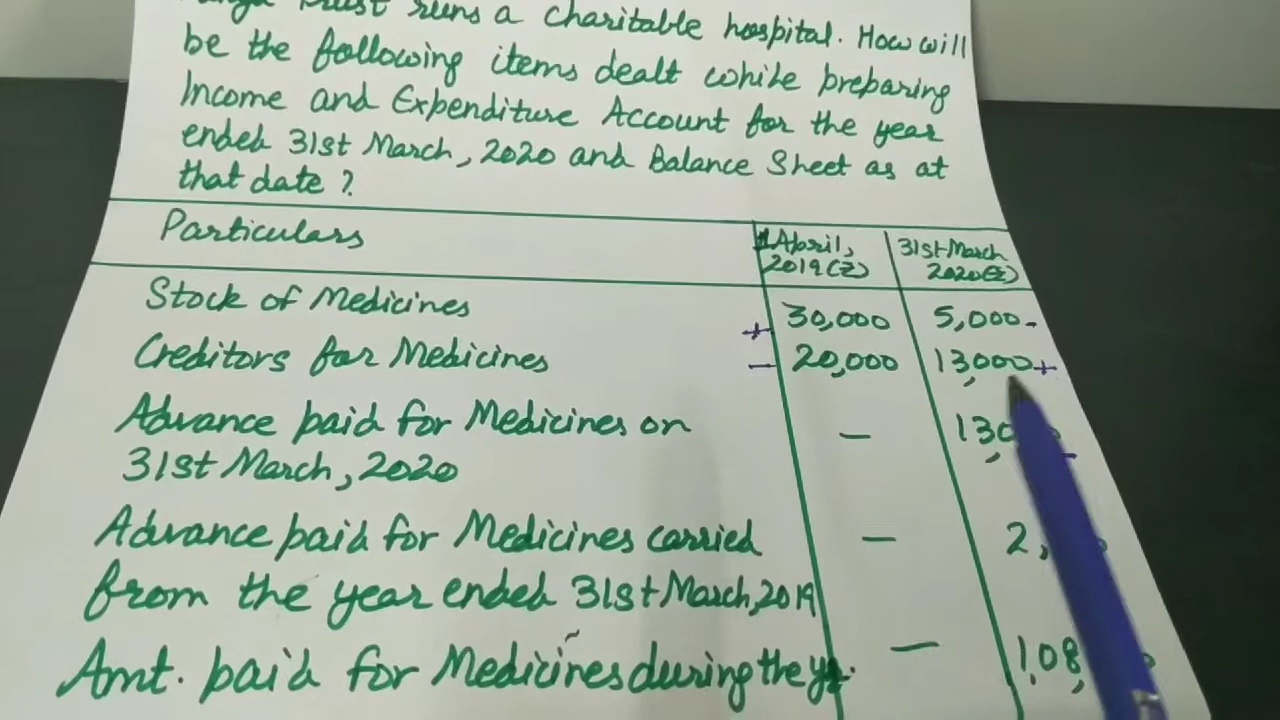 runs a charitable hospital. How will
be the following items dealt while preparing
Income and Expenditure Account for the year
ended 31st March, 2020 and Balance Sheet as at
that date ?
Particulars 1 April, 2019 (₹) 31st March 2020 (₹)
Stock of Medicines + 30,000 5,000 -
Creditors for Medicines - 20,000 13,000 +
Advance paid for Medicines on —
31st March, 2020
Advance paid for Medicines carried —
from the year ended 31st March, 2019
Amt. paid for Medicines during the yr. —